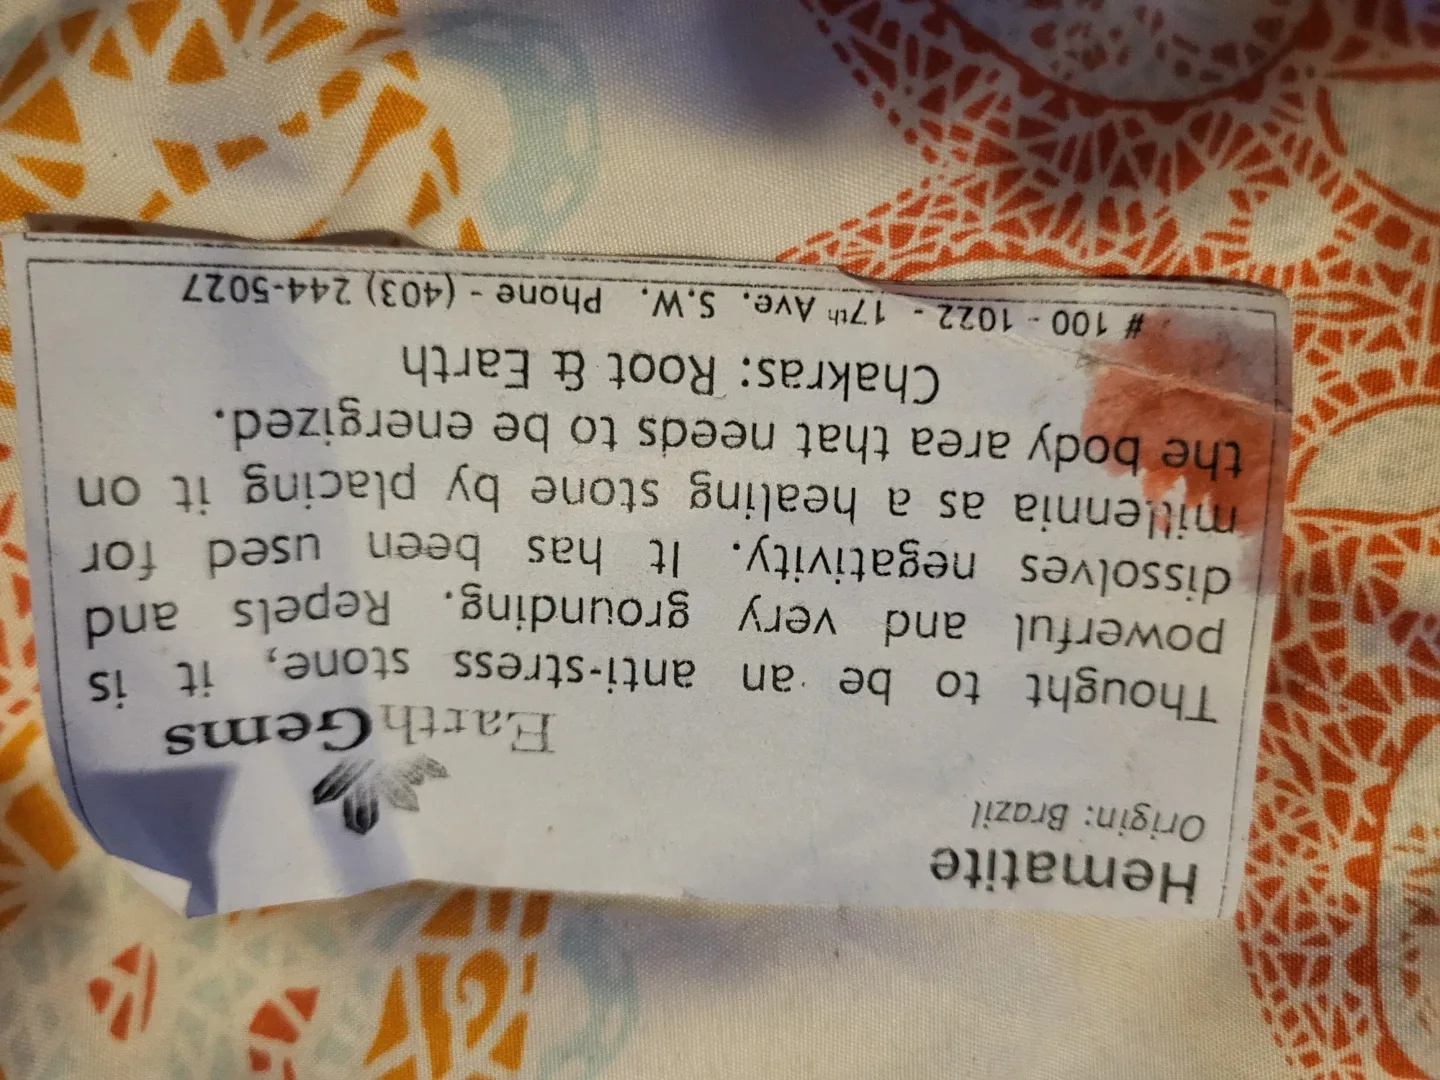 Hematite
Origin: Brazil
EarthGems
Thought to be an anti-stress stone, it is
powerful and very grounding. Repels and
dissolves negativity. It has been used for
millennia as a healing stone by placing it on
the body area that needs to be energized.
Chakras: Root & Earth
# 100 - 1022 - 17th Ave. S.W. Phone - (403) 244-5027